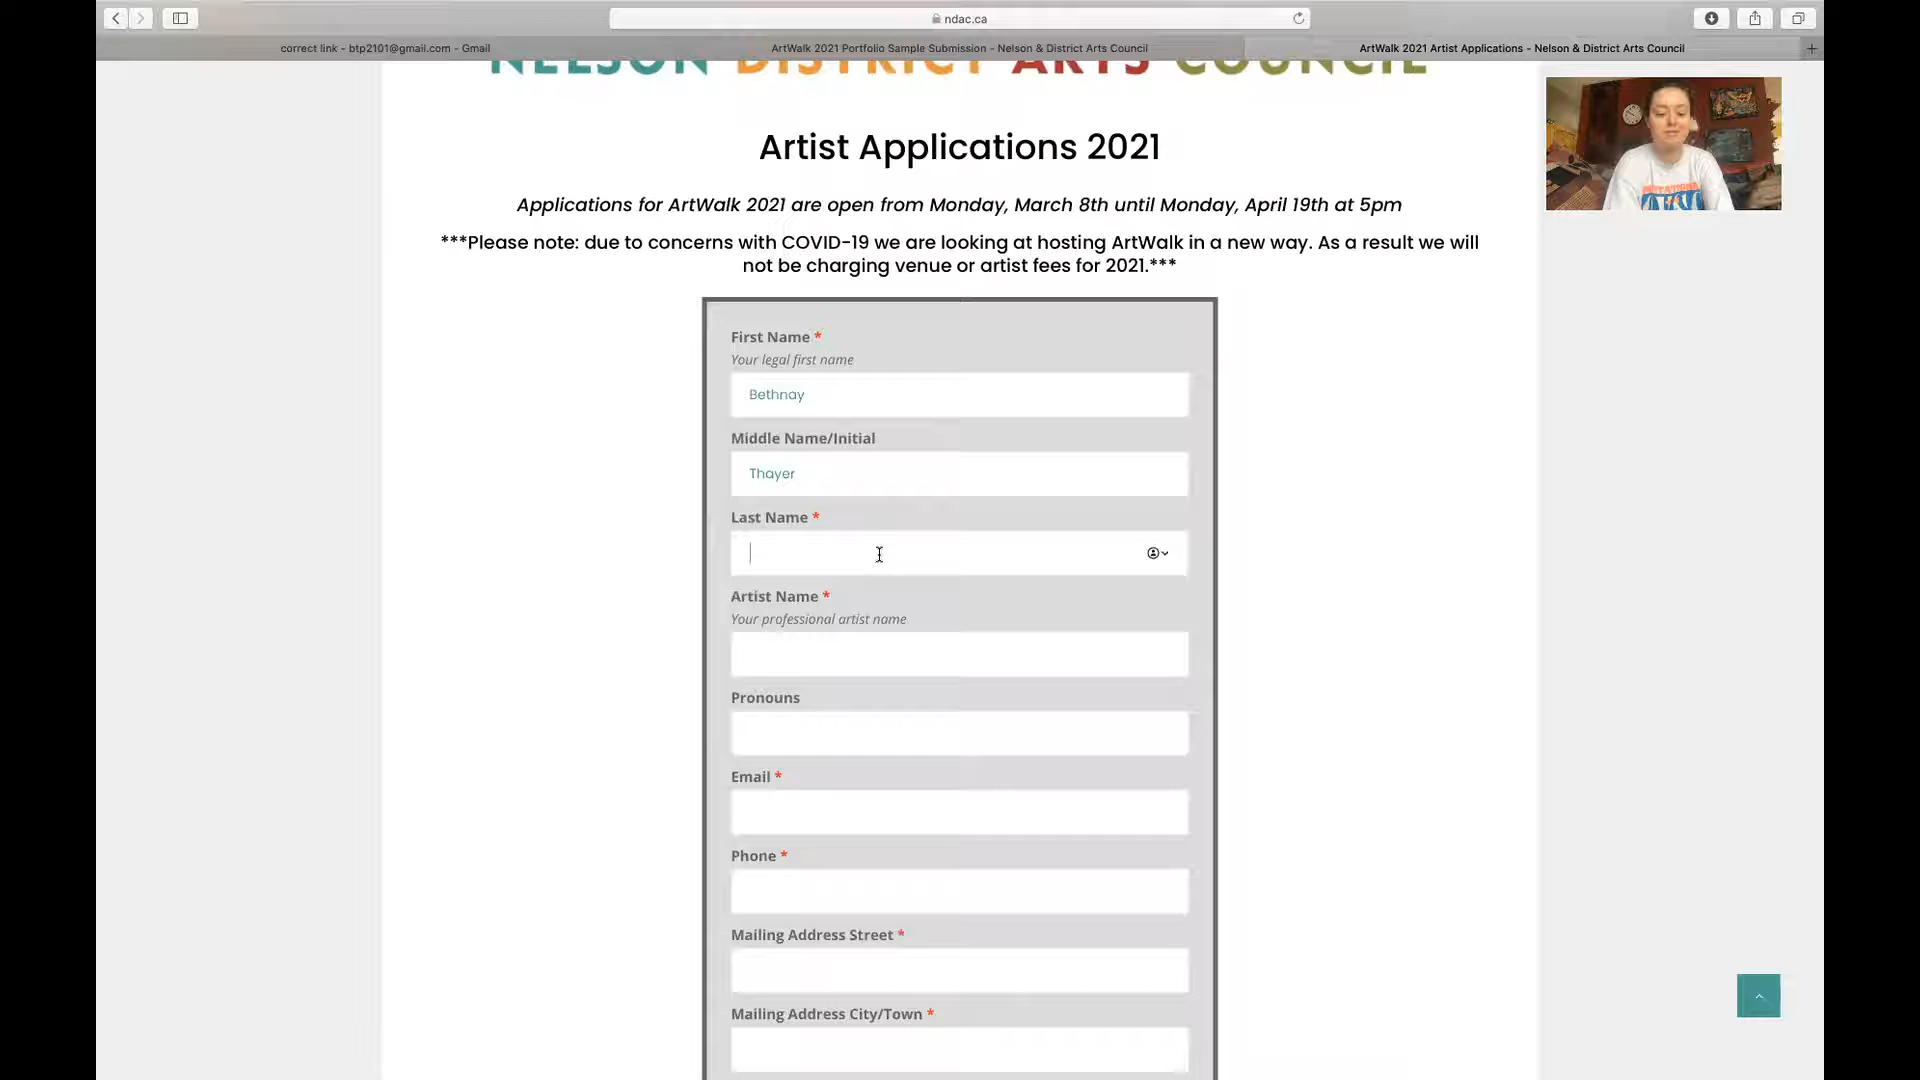 ndac.ca
correct link - btp2101@gmail.com - Gmail
ArtWalk 2021 Portfolio Sample Submission - Nelson & District Arts Council
ArtWalk 2021 Artist Applications - Nelson & District Arts Council
NELSON DISTRICT ARTS COUNCIL
Artist Applications 2021
Applications for ArtWalk 2021 are open from Monday, March 8th until Monday, April 19th at 5pm
***Please note: due to concerns with COVID-19 we are looking at hosting ArtWalk in a new way. As a result we will
not be charging venue or artist fees for 2021.***
First Name *
Your legal first name
Bethnay
Middle Name/Initial
Thayer
Last Name *
Artist Name *
Your professional artist name
Pronouns
Email *
Phone *
Mailing Address Street *
Mailing Address City/Town *